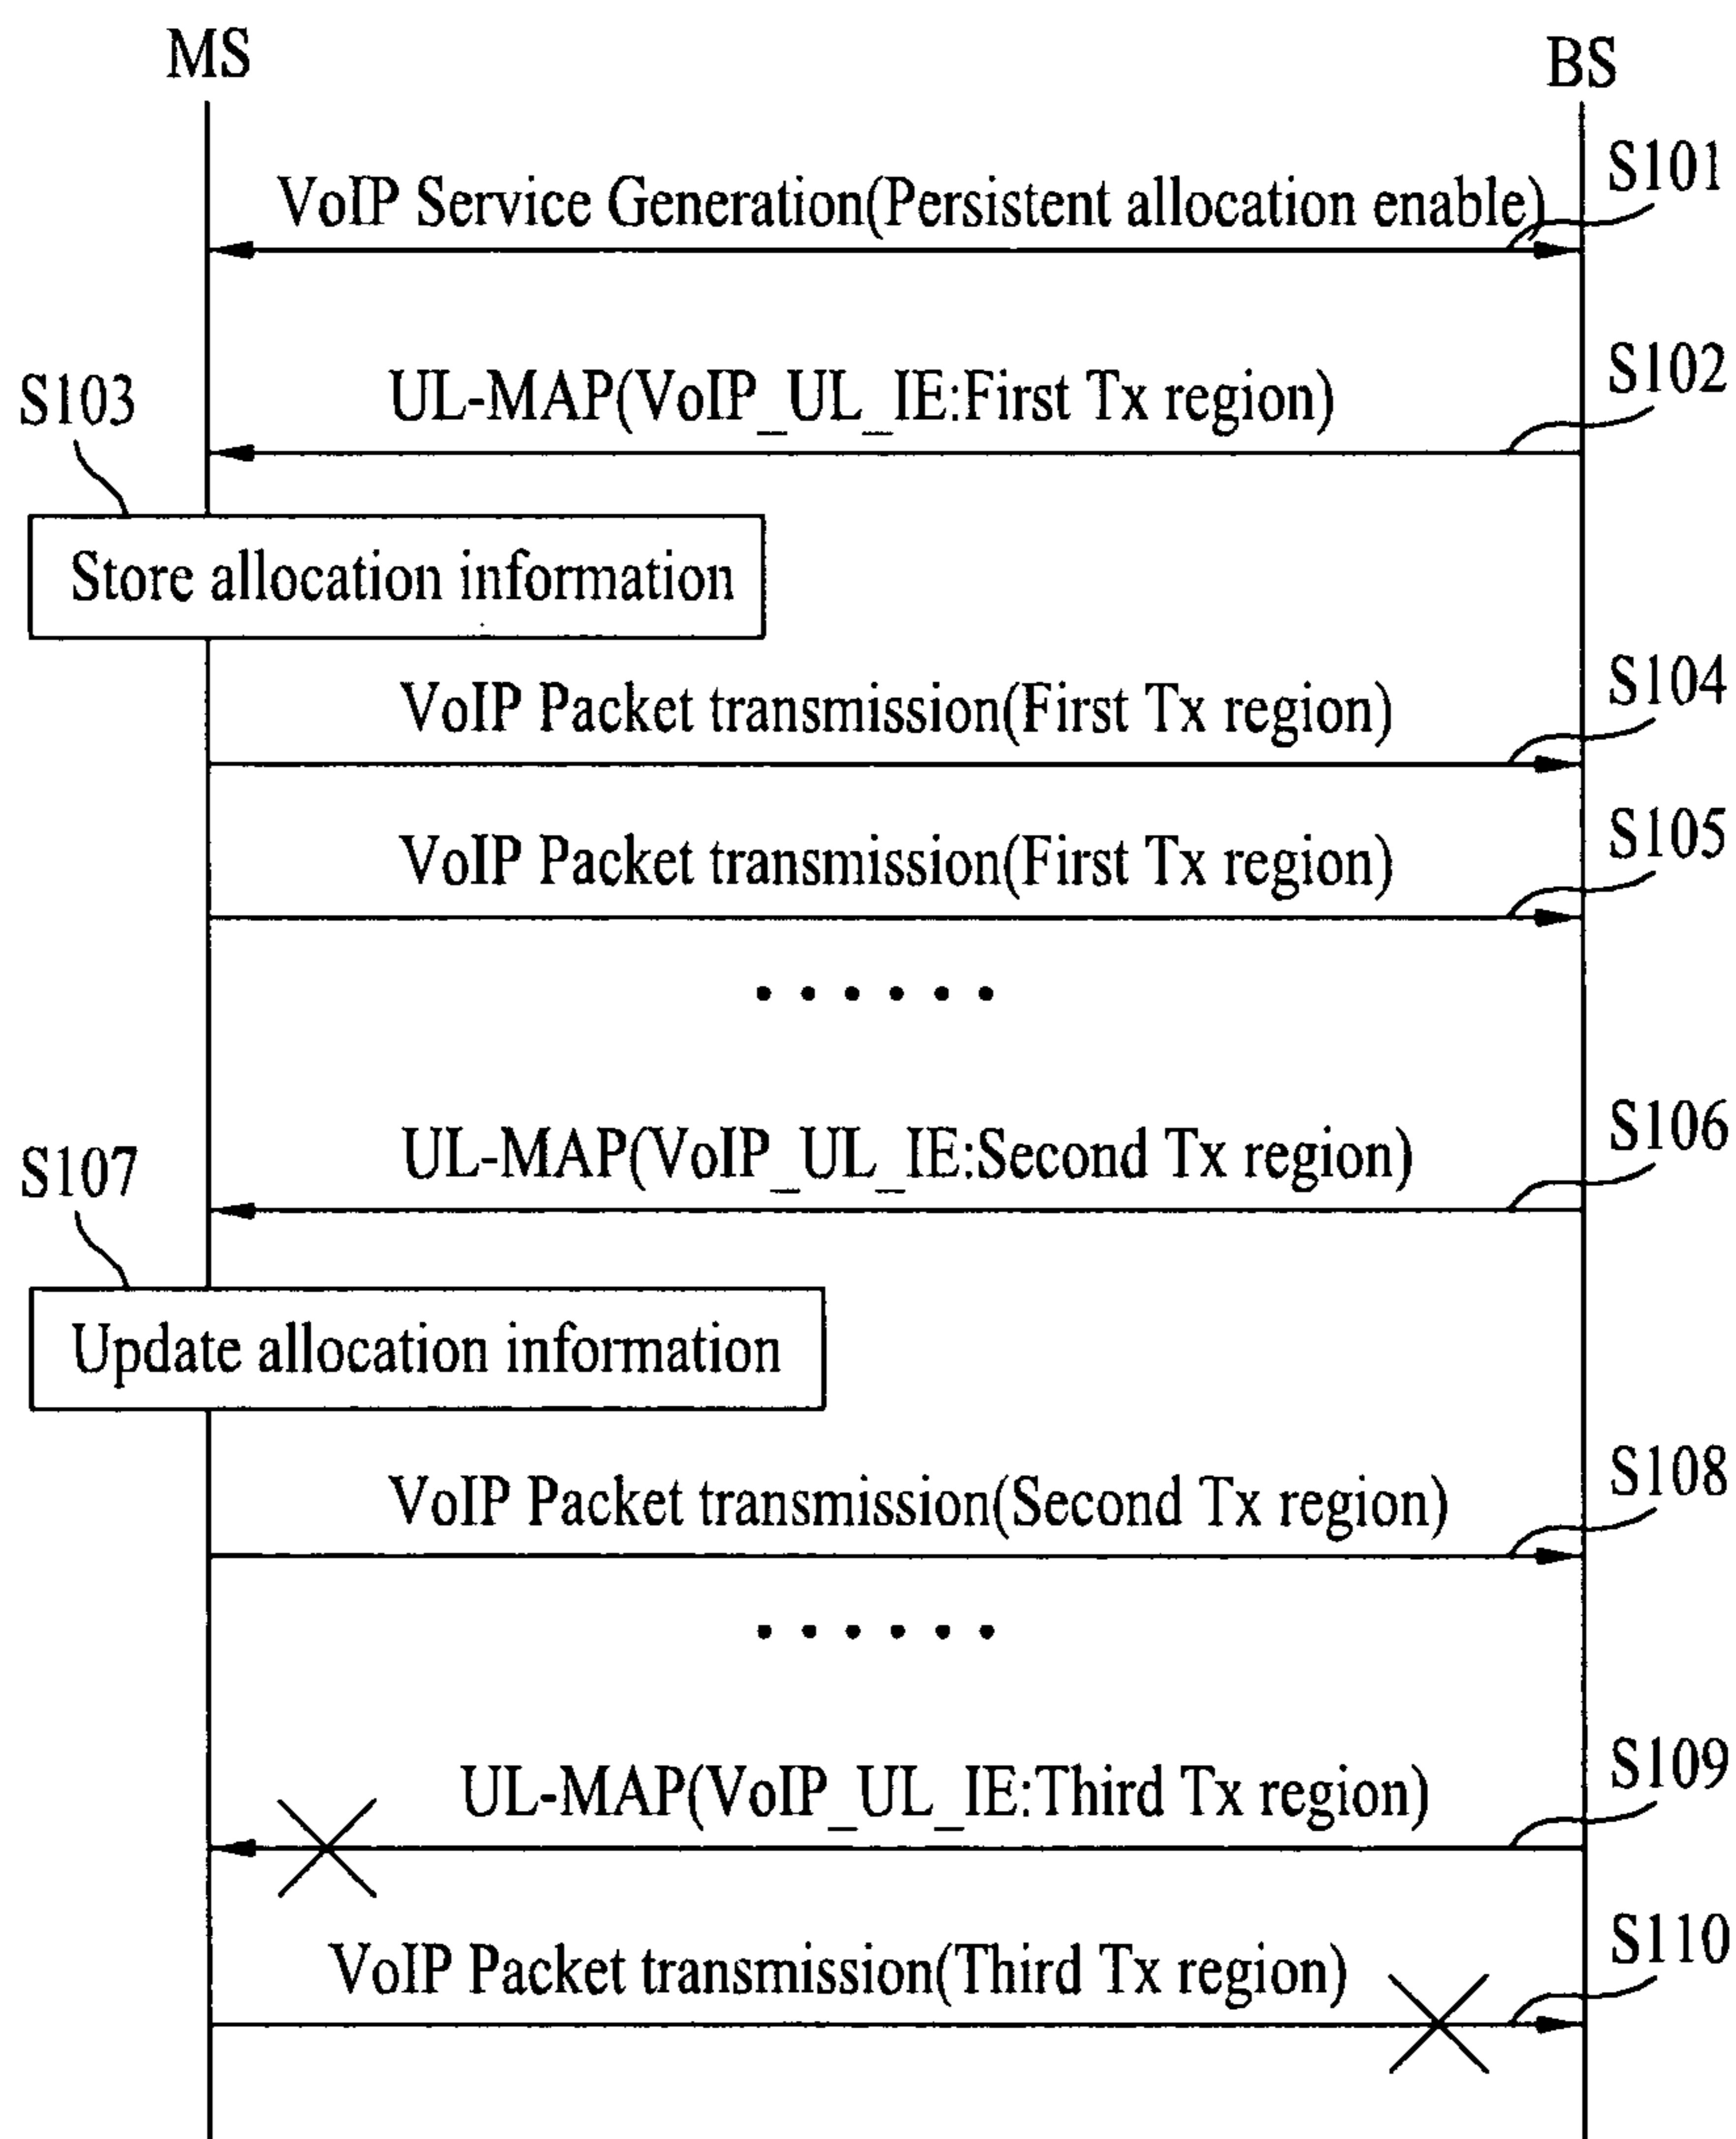 MS
BS
S101
VoIP Service Generation(Persistent allocation enable)
S102
UL-MAP(VoIP_UL_IE:First Tx region)
S103
Store allocation information
S104
VoIP Packet transmission(First Tx region)
S105
VoIP Packet transmission(First Tx region)
S106
UL-MAP(VoIP_UL_IE:Second Tx region)
S107
Update allocation information
S108
VoIP Packet transmission(Second Tx region)
S109
UL-MAP(VoIP_UL_IE:Third Tx region)
S110
VoIP Packet transmission(Third Tx region)